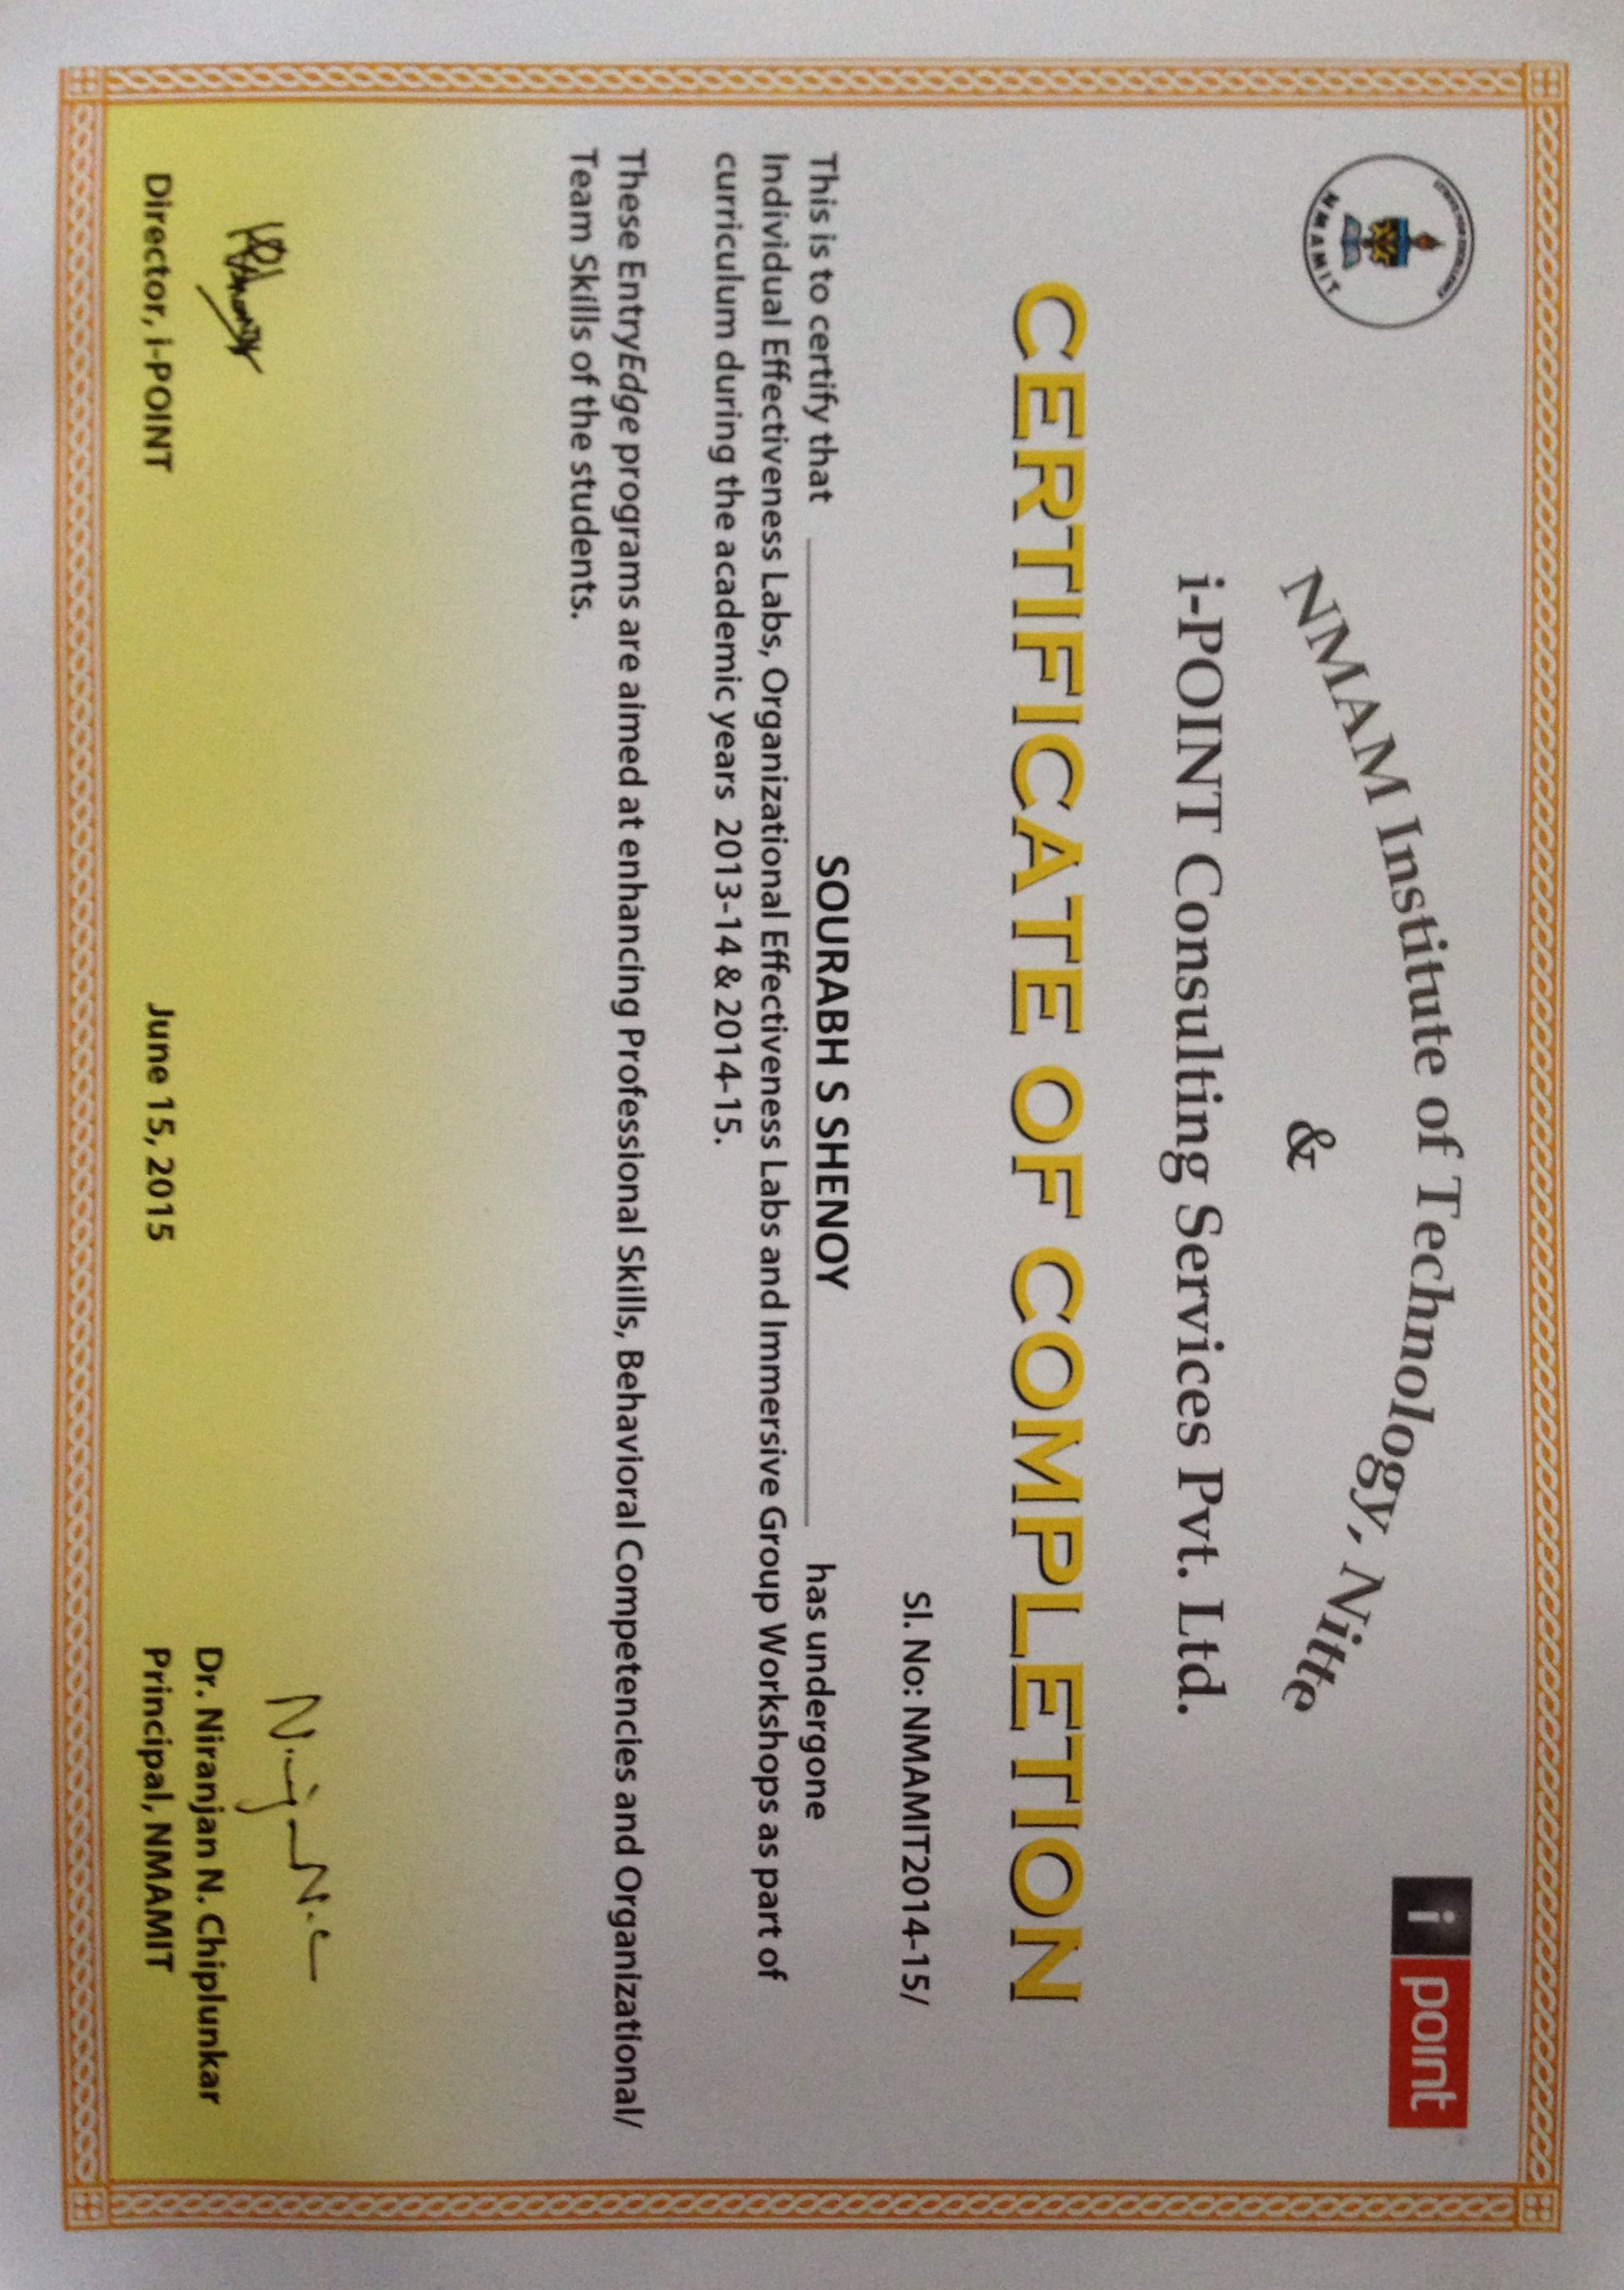 STRIVE FOR EXCELLENCE
NMAMIT
i point
NMAM Institute of Technology, Nitte
&
i-POINT Consulting Services Pvt. Ltd.
CERTIFICATE OF COMPLETION
Sl. No: NMAMIT2014-15/
This is to certify that SOURABH S SHENOY has undergone
Individual Effectiveness Labs, Organizational Effectiveness Labs and Immersive Group Workshops as part of
curriculum during the academic years 2013-14 & 2014-15.
These EntryEdge programs are aimed at enhancing Professional Skills, Behavioral Competencies and Organizational/
Team Skills of the students.
Dr. Niranjan N. Chiplunkar
Director, i-POINT June 15, 2015 Principal, NMAMIT